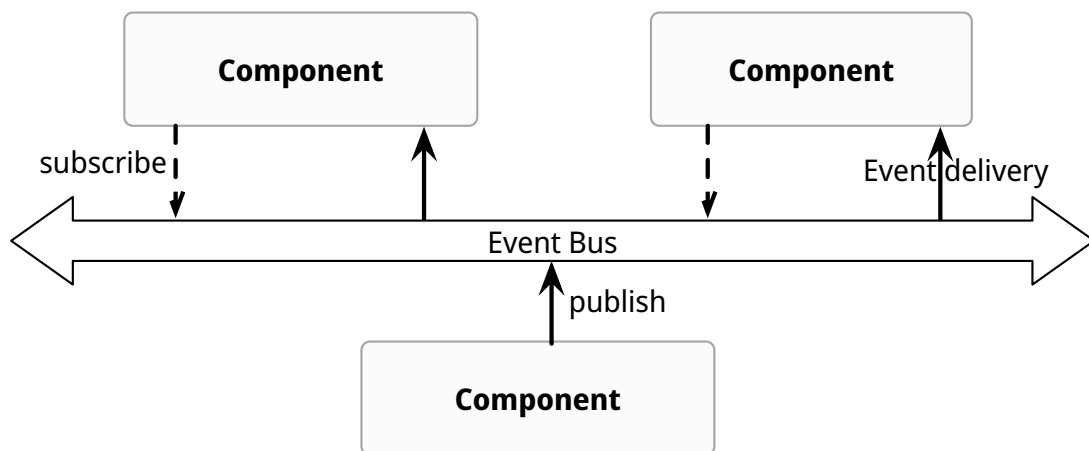 Component
Component
subscribe
Event delivery
Event Bus
publish
Component